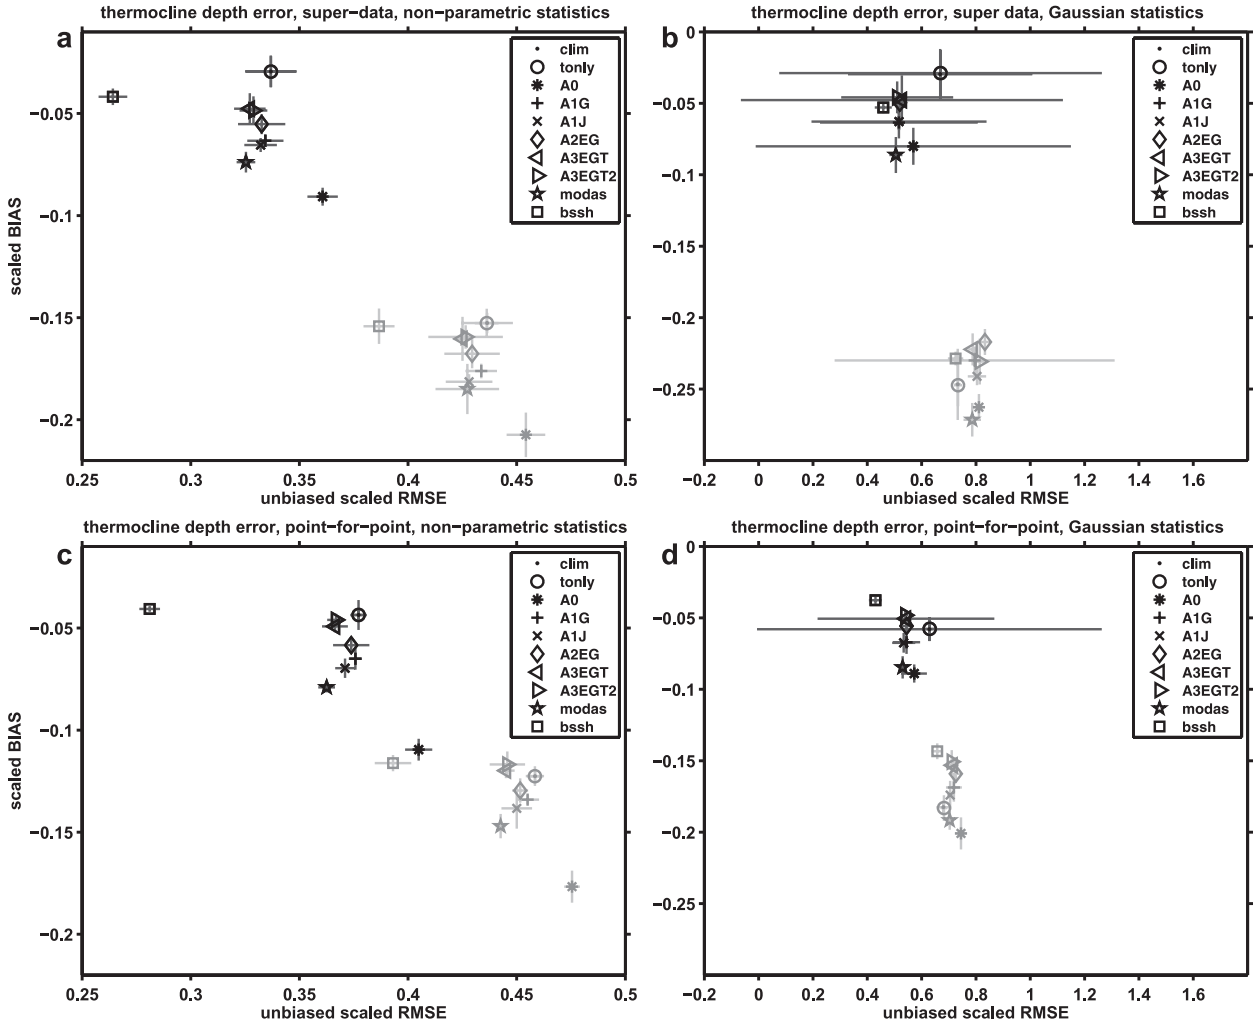 thermocline depth error, super−data, non−parametric statistics
a
clim
tonly
A0
A1G
A1J
A2EG
A3EGT
A3EGT2
modas
bssh
−0.05
−0.1
−0.15
−0.2
scaled BIAS
0.25 0.3 0.35 0.4 0.45 0.5
unbiased scaled RMSE
thermocline depth error, super data, Gaussian statistics
b
clim
tonly
A0
A1G
A1J
A2EG
A3EGT
A3EGT2
modas
bssh
0
−0.05
−0.1
−0.15
−0.2
−0.25
−0.2 0 0.2 0.4 0.6 0.8 1 1.2 1.4 1.6
unbiased scaled RMSE
thermocline depth error, point−for−point, non−parametric statistics
c
clim
tonly
A0
A1G
A1J
A2EG
A3EGT
A3EGT2
modas
bssh
−0.05
−0.1
−0.15
−0.2
scaled BIAS
0.25 0.3 0.35 0.4 0.45 0.5
unbiased scaled RMSE
thermocline depth error, point−for−point, Gaussian statistics
d
clim
tonly
A0
A1G
A1J
A2EG
A3EGT
A3EGT2
modas
bssh
0
−0.05
−0.1
−0.15
−0.2
−0.25
−0.2 0 0.2 0.4 0.6 0.8 1 1.2 1.4 1.6
unbiased scaled RMSE